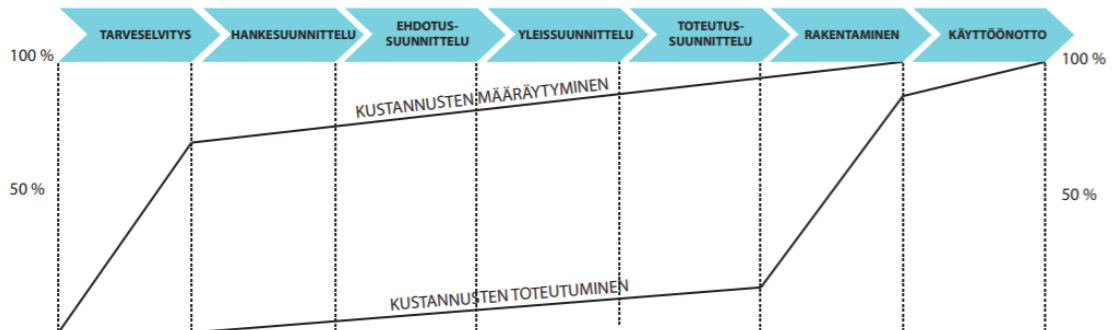 TARVESELVITYS
HANKESUUNNITTELU
EHDOTUS-
SUUNNITTELU
YLEISSUUNNITTELU
TOTEUTUS-
SUUNNITTELU
RAKENTAMINEN
KÄYTTÖÖNOTTO
100 %
100 %
KUSTANNUSTEN MÄÄRÄYTYMINEN
50 %
50 %
KUSTANNUSTEN TOTEUTUMINEN